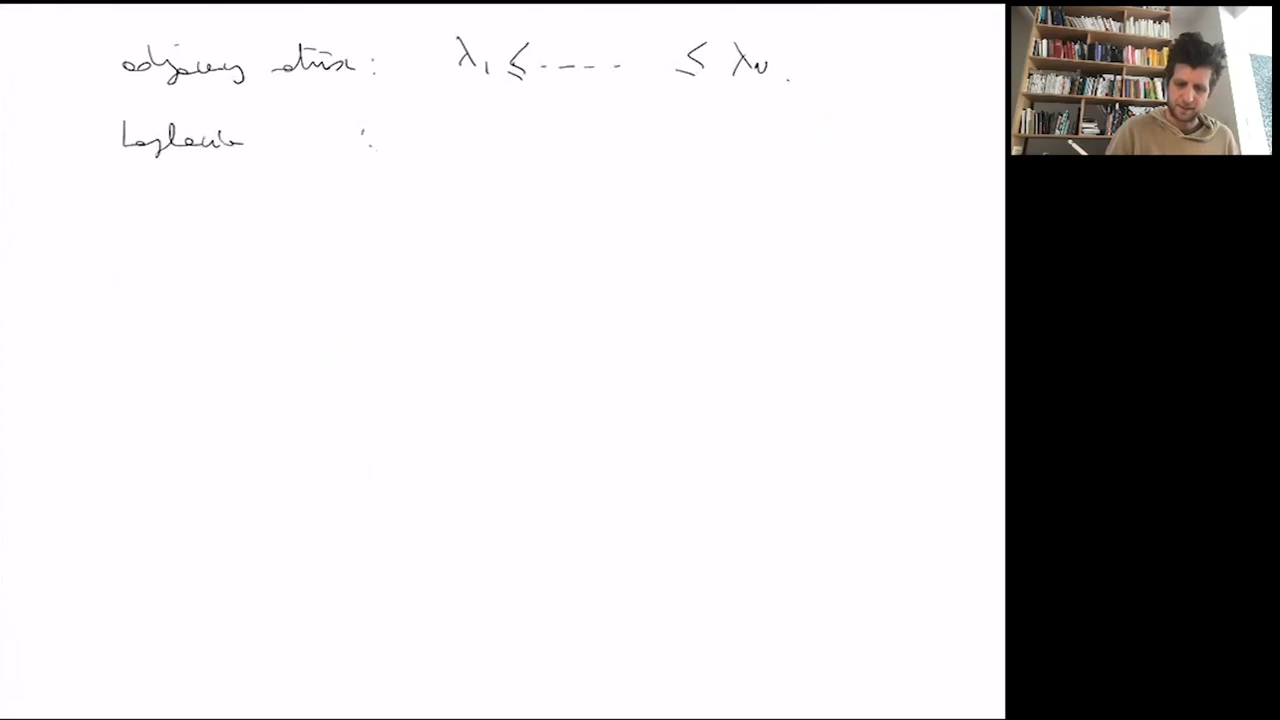 adjacency matrix : λ₁ ≤ ---- ≤ λN .
Laplacian :